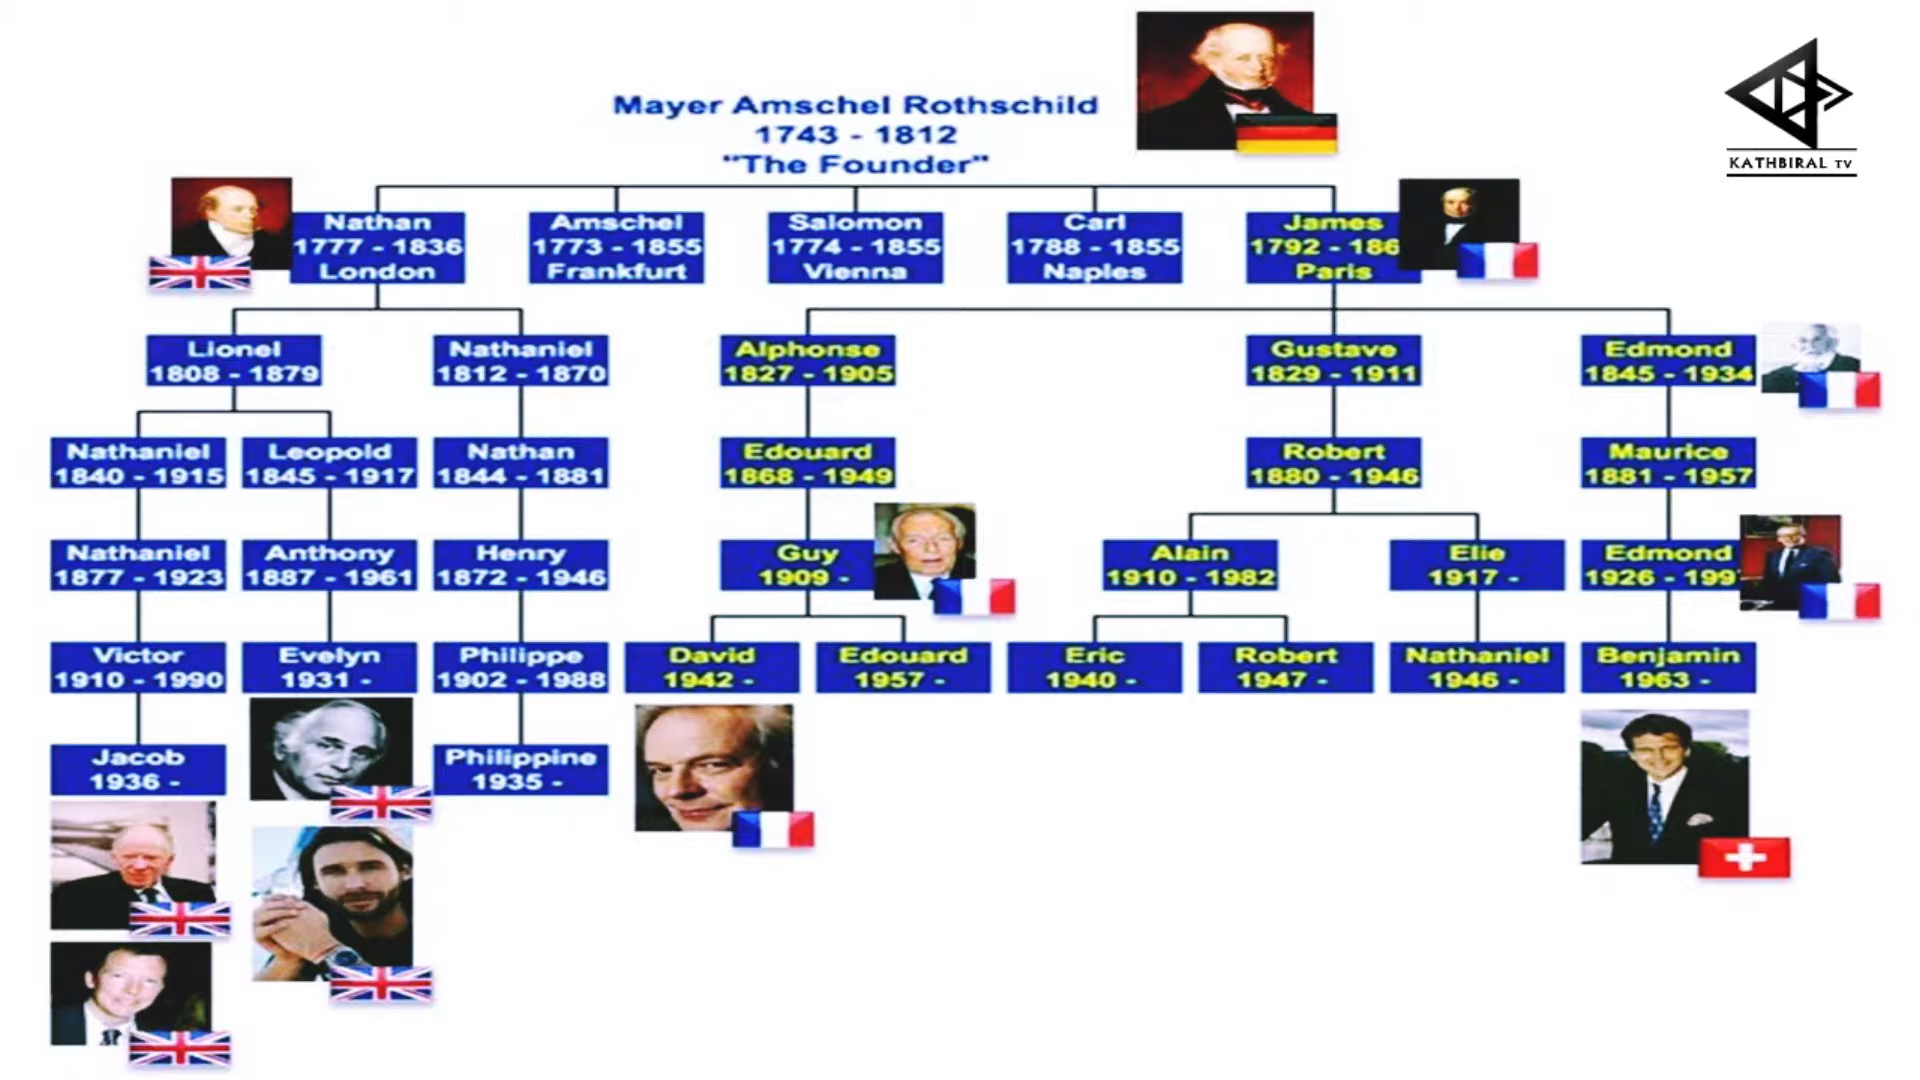 Mayer Amschel Rothschild
1743 - 1812
"The Founder"
KATHBIRAL TV
Nathan
1777 - 1836
London
Amschel
1773 - 1855
Frankfurt
Salomon
1774 - 1855
Vienna
Carl
1788 - 1855
Naples
James
1792 - 186
Paris
Lionel
1808 - 1879
Nathaniel
1812 - 1870
Alphonse
1827 - 1905
Gustave
1829 - 1911
Edmond
1845 - 1934
Nathaniel
1840 - 1915
Leopold
1845 - 1917
Nathan
1844 - 1881
Edouard
1868 - 1949
Robert
1880 - 1946
Maurice
1881 - 1957
Nathaniel
1877 - 1923
Anthony
1887 - 1961
Henry
1872 - 1946
Guy
1909 -
Alain
1910 - 1982
Elie
1917 -
Edmond
1926 - 199
Victor
1910 - 1990
Evelyn
1931 -
Philippe
1902 - 1988
David
1942 -
Edouard
1957 -
Eric
1940 -
Robert
1947 -
Nathaniel
1946 -
Benjamin
1963 -
Jacob
1936 -
Philippine
1935 -